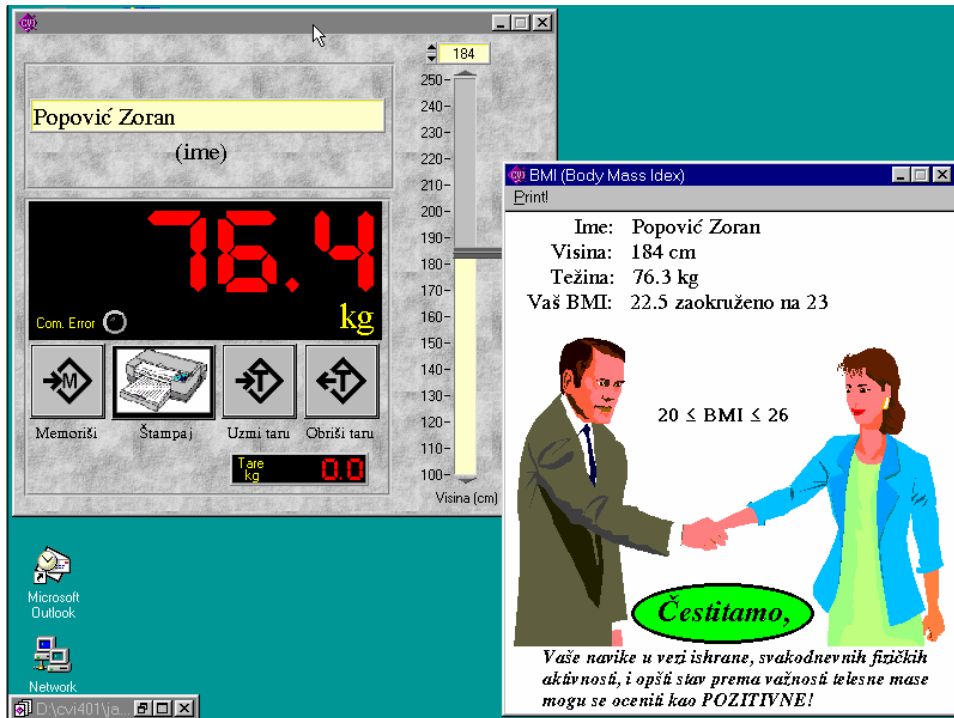 184
250
240
230
220
210
200
190
180
170
160
150
140
130
120
110
100
Visina (cm)
Popović Zoran
(ime)
76.4
Com. Error
kg
M
T
T
Memoriši
Štampaj
Uzmi taru
Obriši taru
Tare
kg
0.0
CVI
BMI (Body Mass Idex)
Print!
Ime: Popović Zoran
Visina: 184 cm
Težina: 76.3 kg
Vaš BMI: 22.5 zaokruženo na 23
20 ≤ BMI ≤ 26
Čestitamo,
Vaše navike u vezi ishrane, svakodnevnih fizičkih
aktivnosti, i opšti stav prema važnosti telesne mase
mogu se oceniti kao POZITIVNE!
Microsoft
Outlook
Network
D:\cvi401\ja...